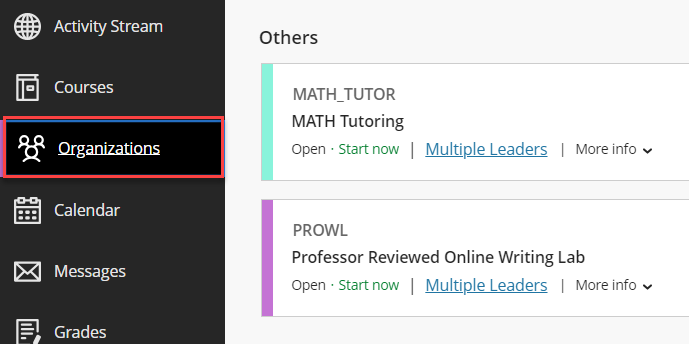 Activity Stream
Courses
Organizations
Calendar
Messages
Grades
Others
MATH_TUTOR
MATH Tutoring
Open · Start now | Multiple Leaders | More info
PROWL
Professor Reviewed Online Writing Lab
Open · Start now | Multiple Leaders | More info